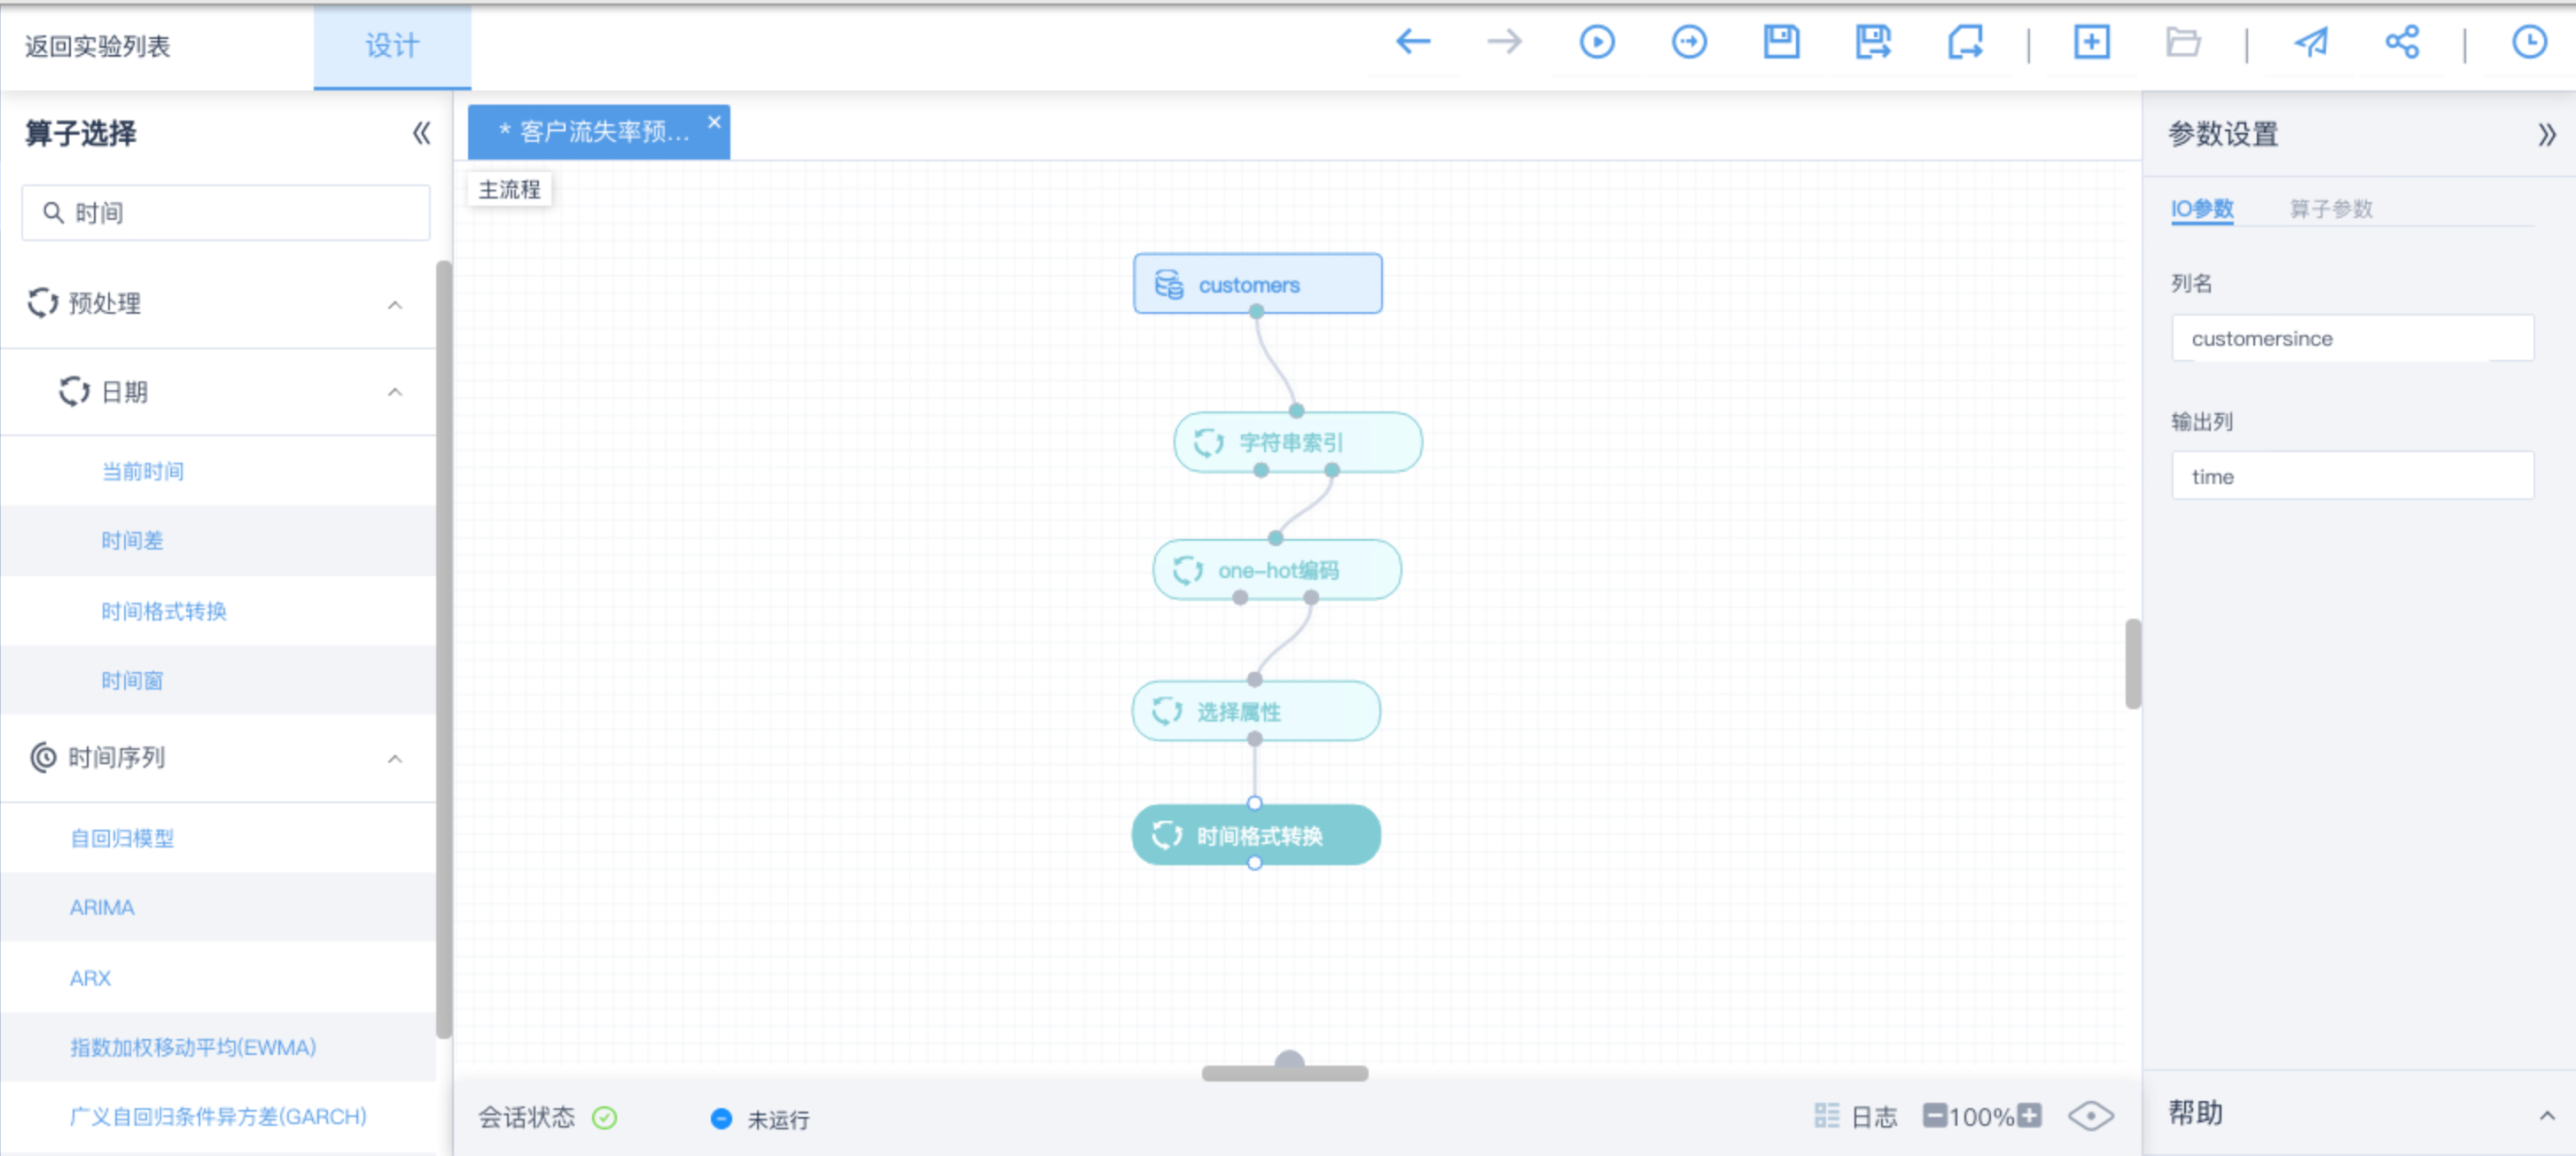 返回实验列表
设计
算子选择
时间
预处理
日期
当前时间
时间差
时间格式转换
时间窗
时间序列
自回归模型
ARIMA
ARX
指数加权移动平均(EWMA)
广义自回归条件异方差(GARCH)
* 客户流失率预...
主流程
customers
字符串索引
one-hot编码
选择属性
时间格式转换
会话状态
未运行
日志
100%
参数设置
IO参数
算子参数
列名
customersince
输出列
time
帮助